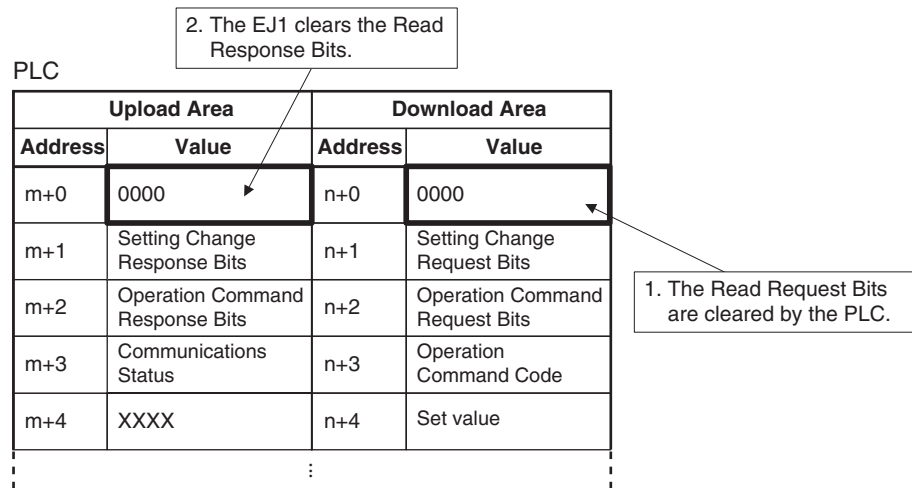 2. The EJ1 clears the Read
Response Bits.
PLC
Upload Area Download Area
Address Value Address Value
m+0 0000 n+0 0000
m+1 Setting Change
Response Bits n+1 Setting Change
Request Bits
m+2 Operation Command
Response Bits n+2 Operation Command
Request Bits
m+3 Communications
Status n+3 Operation
Command Code
m+4 XXXX n+4 Set value
1. The Read Request Bits
are cleared by the PLC.